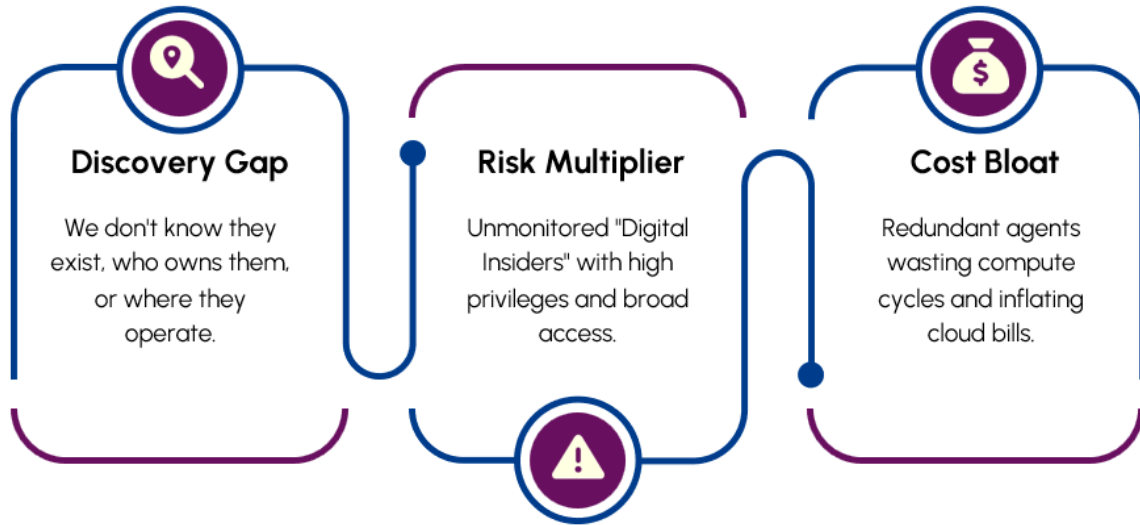 Discovery Gap
We don't know they
exist, who owns them,
or where they
operate.
Risk Multiplier
Unmonitored "Digital
Insiders" with high
privileges and broad
access.
$
Cost Bloat
Redundant agents
wasting compute
cycles and inflating
cloud bills.